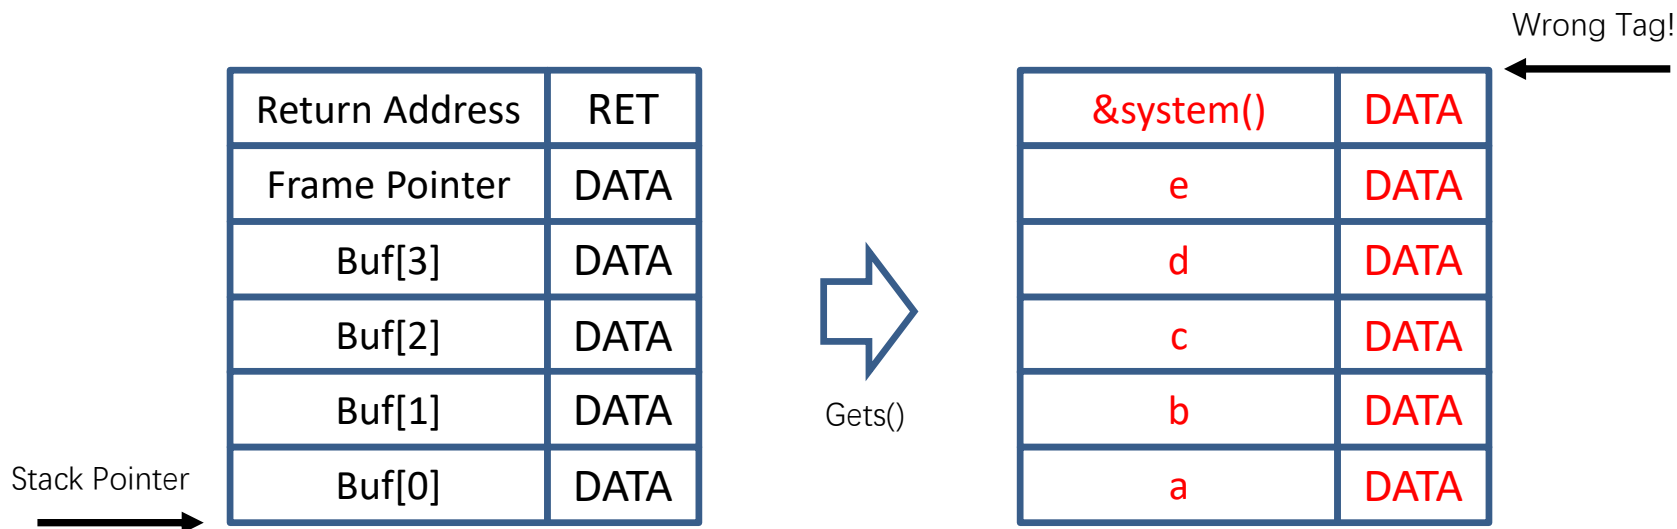 Wrong Tag!
Return Address RET
Frame Pointer DATA
Buf[3] DATA
Buf[2] DATA
Buf[1] DATA
Buf[0] DATA
Stack Pointer
Gets()
&system() DATA
e DATA
d DATA
c DATA
b DATA
a DATA